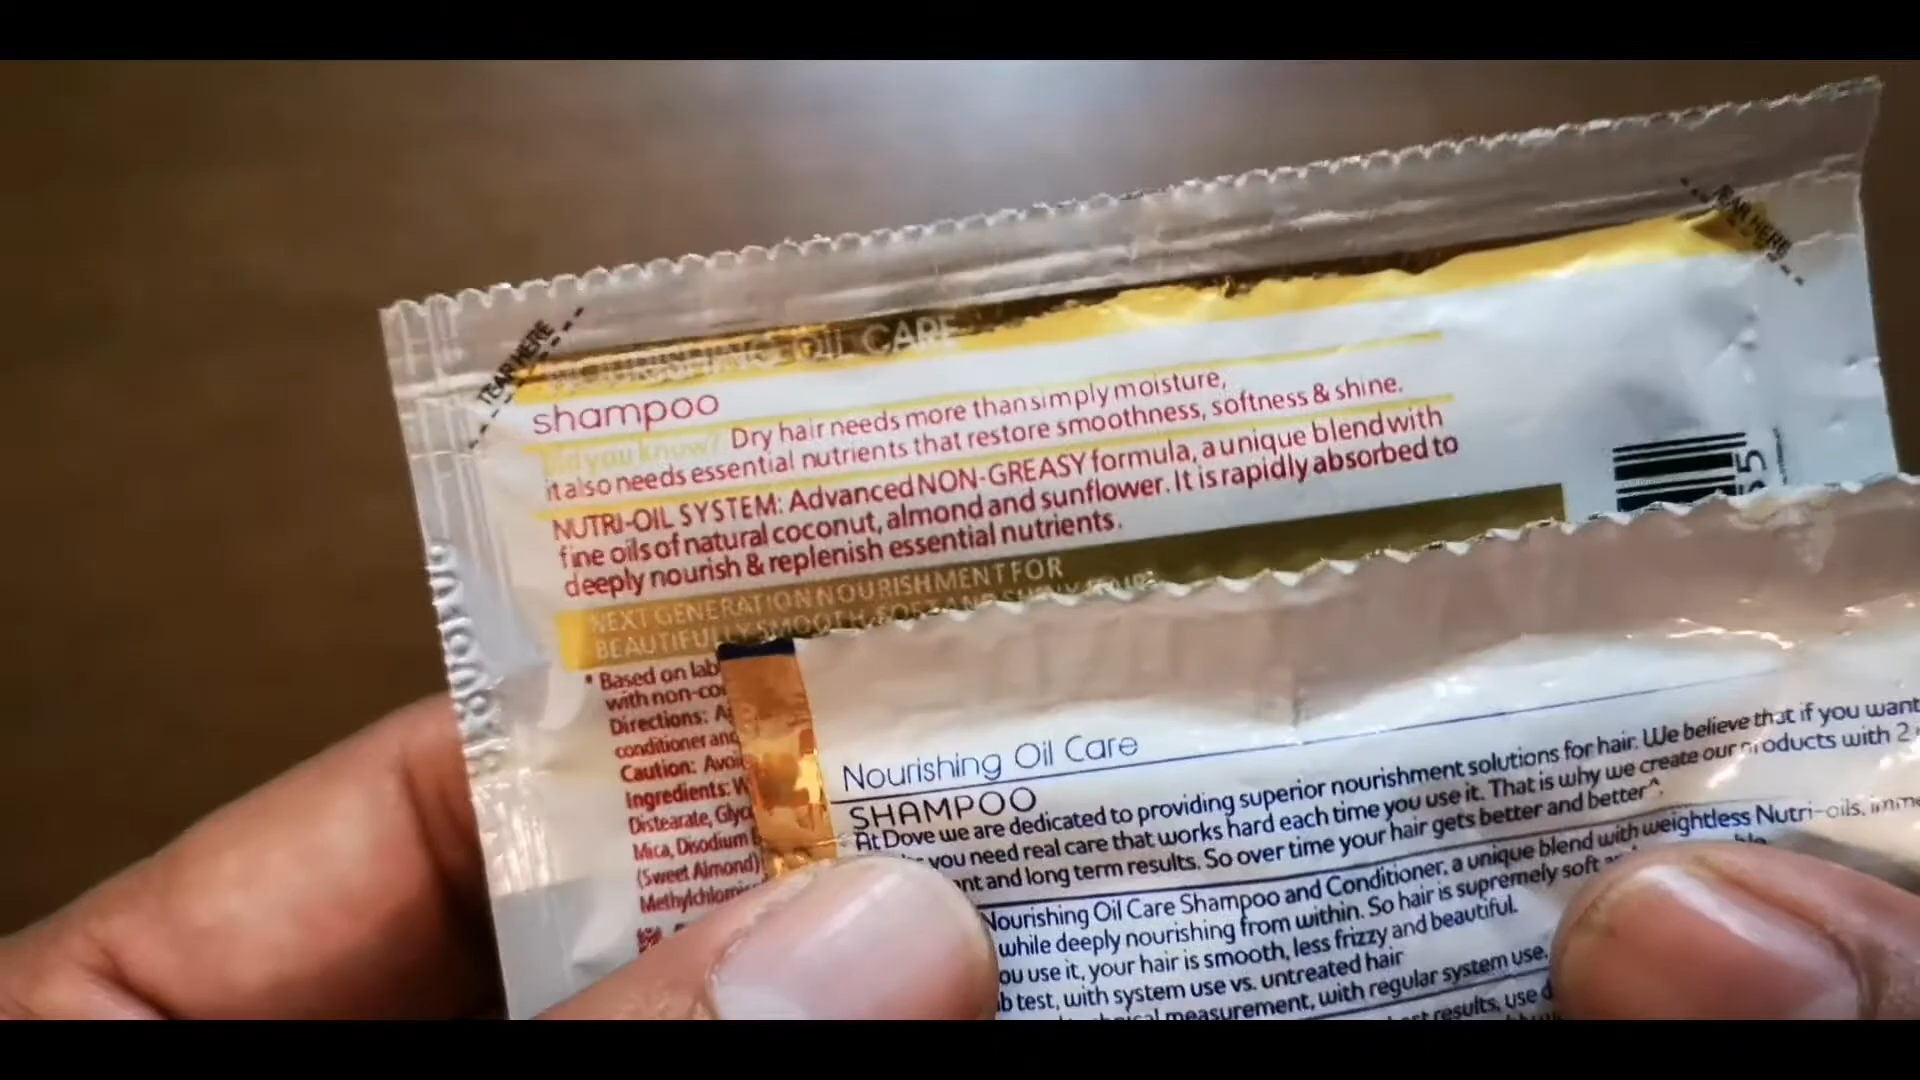 TEAR HERE
TEAR HERE
NOURISHING OIL CARE
shampoo
Did you know? Dry hair needs more than simply moisture,
it also needs essential nutrients that restore smoothness, softness & shine.
NUTRI-OIL SYSTEM: Advanced NON-GREASY formula, a unique blend with
fine oils of natural coconut, almond and sunflower. It is rapidly absorbed to
deeply nourish & replenish essential nutrients.
NEXT GENERATION NOURISHMENT FOR
BEAUTIFULLY SMOOTH, SOFT AND SHINY HAIR
* Based on lab
with non-co
Directions:
conditioner and
Caution: Avoi
Ingredients: W
Distearate, Glyc
Mica, Disodium E
(Sweet Almond)
Methylchlorois
55
Nourishing Oil Care
SHAMPOO
At Dove we are dedicated to providing superior nourishment solutions for hair. We believe that if you want
you need real care that works hard each time you use it. That is why we create our products with 2
nt and long term results. So over time your hair gets better and better^.
Nourishing Oil Care Shampoo and Conditioner, a unique blend with weightless Nutri-oils, imme
while deeply nourishing from within. So hair is supremely soft
ou use it, your hair is smooth, less frizzy and beautiful.
b test, with system use vs. untreated hair
measurement, with regular system use.
results, use d